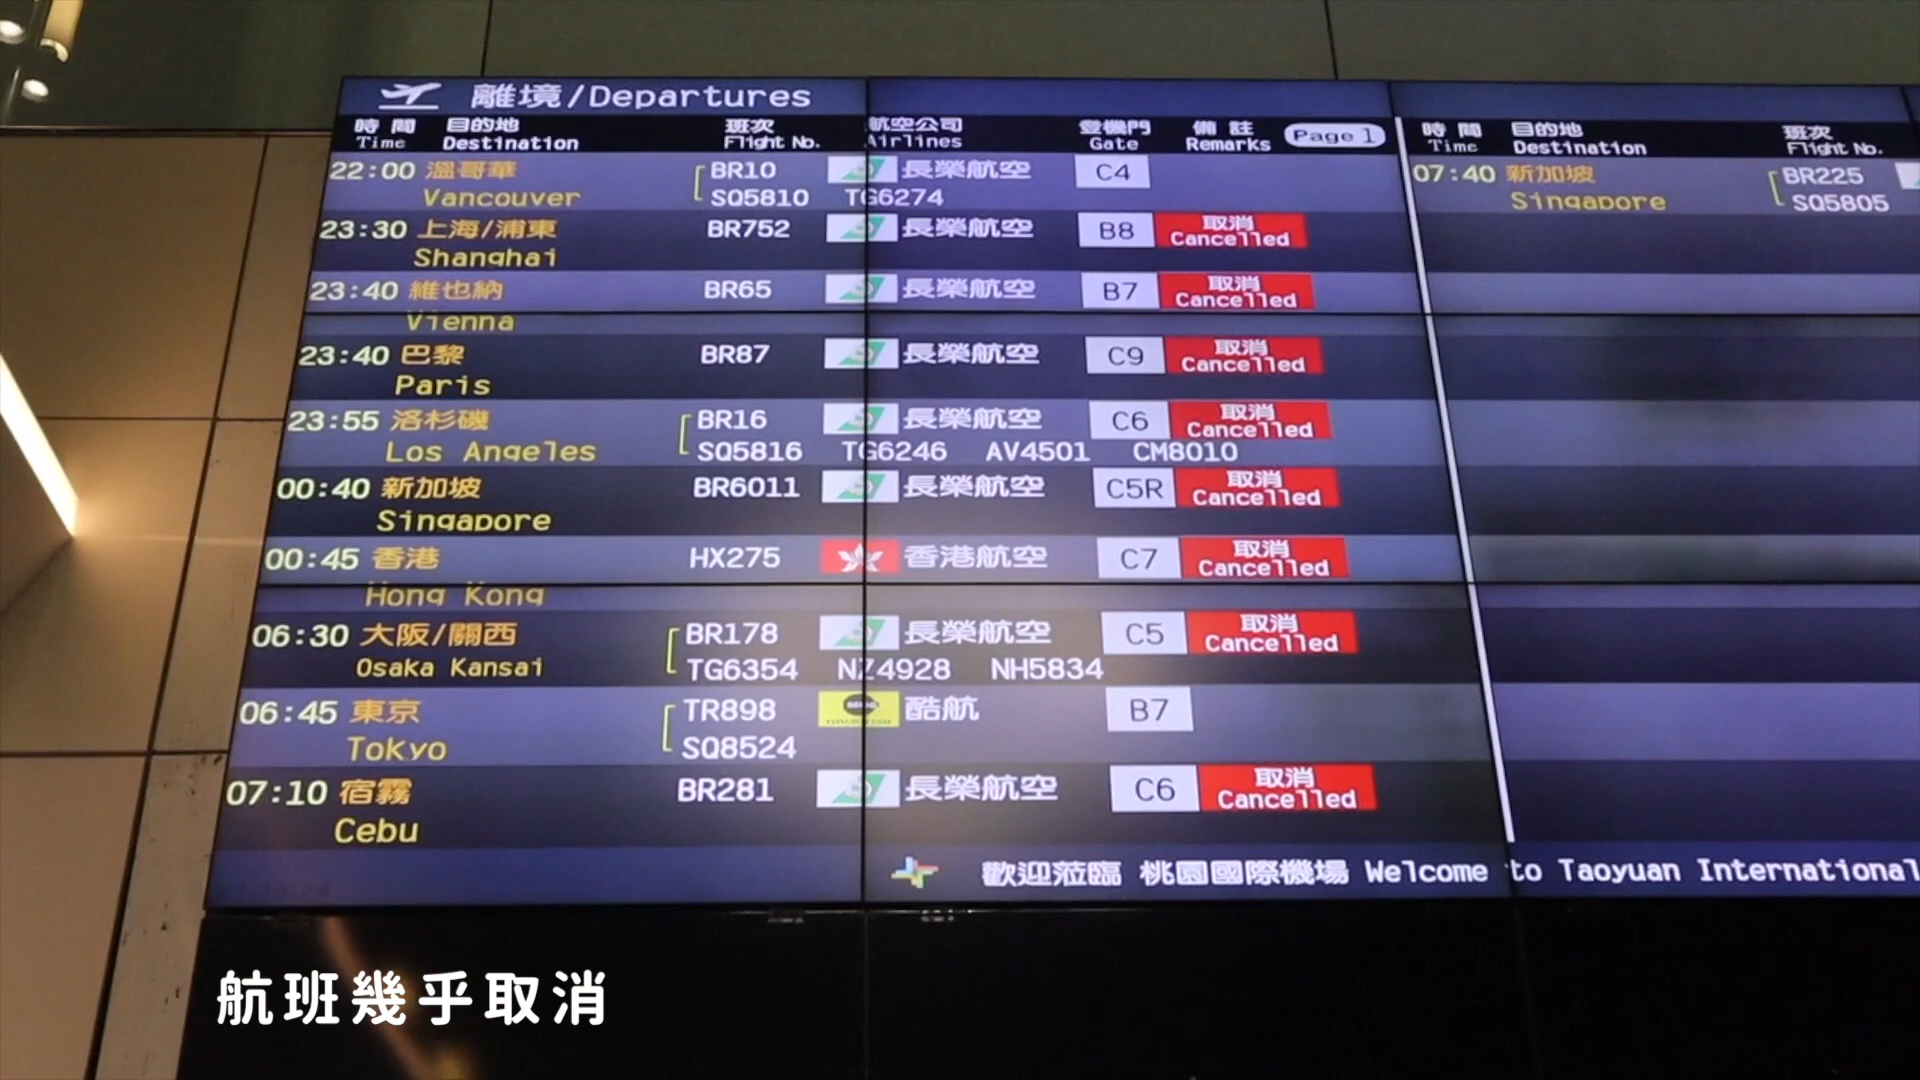 離境/Departures
時間 目的地 班次 航空公司 登機門 備註 Page 1
Time Destination Flight No. Airlines Gate Remarks
22:00 溫哥華 BR10 長榮航空 C4
Vancouver SQ5810 TG6274
23:30 上海/浦東 BR752 長榮航空 B8 取消
Shanghai Cancelled
23:40 維也納 BR65 長榮航空 B7 取消
Vienna Cancelled
23:40 巴黎 BR87 長榮航空 C9 取消
Paris Cancelled
23:55 洛杉磯 BR16 長榮航空 C6 取消
Cancelled
Los Angeles SQ5816 TG6246 AV4501 CM8010
00:40 新加坡 BR6011 長榮航空 C5R 取消
Singapore Cancelled
00:45 香港 HX275 香港航空 C7 取消
Hong Kong Cancelled
06:30 大阪/關西 BR178 長榮航空 C5 取消
Cancelled
Osaka Kansai TG6354 NZ4928 NH5834
06:45 東京 TR898 酷航 B7
Tokyo SQ8524
07:10 宿霧 BR281 長榮航空 C6 取消
Cebu Cancelled
時間 目的地 班次
Time Destination Flight No.
07:40 新加坡 BR225
Singapore SQ5805
歡迎蒞臨 桃園國際機場 Welcome to Taoyuan International
航班幾乎取消